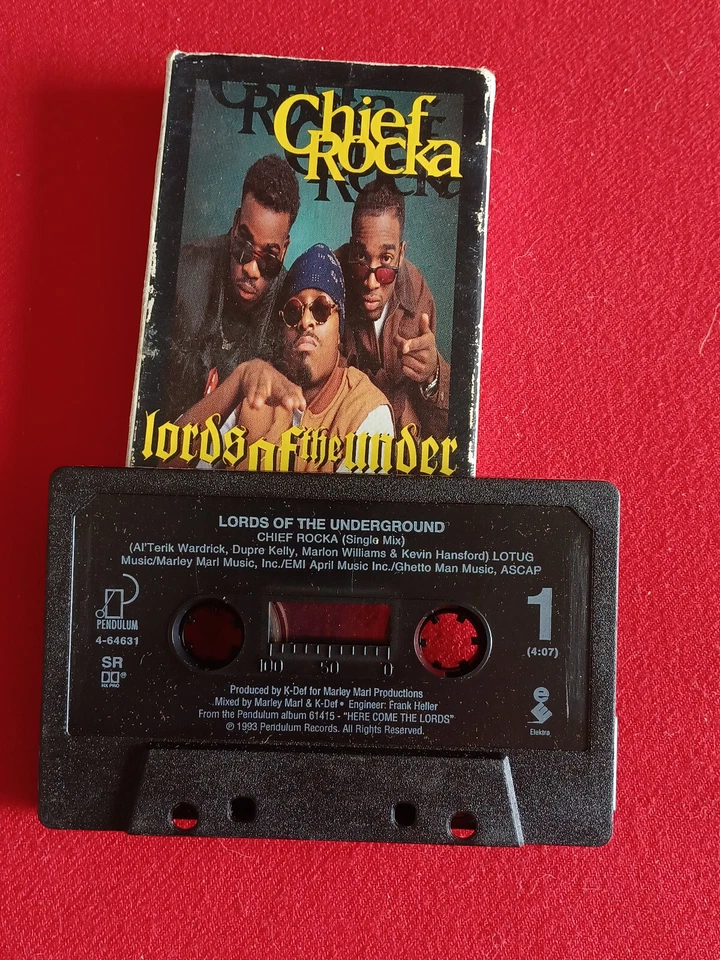 Chief
Rocka
lords of the under
LORDS OF THE UNDERGROUND
CHIEF ROCKA (Single Mix)
(Al'Terik Wardrick, Dupre Kelly, Marlon Williams & Kevin Hansford) LOTUG
Music/Marley Marl Music, Inc./EMI April Music Inc./Ghetto Man Music, ASCAP
PENDULUM
4-64631
SR
HX PRO
1
(4:07)
100 50 0
Produced by K-Def for Marley Marl Productions
Mixed by Marley Marl & K-Def • Engineer: Frank Heller
From the Pendulum album 61415 - "HERE COME THE LORDS"
℗ 1993 Pendulum Records. All Rights Reserved.
e
Elektra